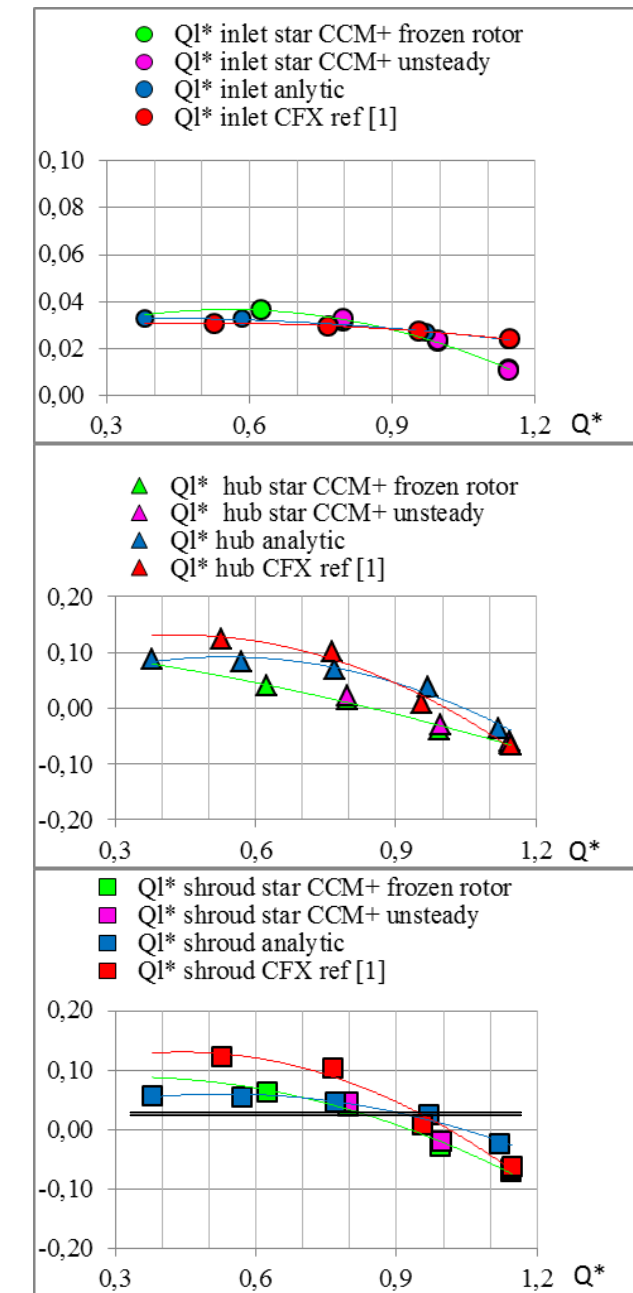 Ql* inlet star CCM+ frozen rotor
Ql* inlet star CCM+ unsteady
Ql* inlet anlytic
Ql* inlet CFX ref [1]
0,10
0,08
0,06
0,04
0,02
0,00
0,3 0,6 0,9 1,2 Q*
Ql* hub star CCM+ frozen rotor
Ql* hub star CCM+ unsteady
Ql* hub analytic
Ql* hub CFX ref [1]
0,20
0,10
0,00
-0,10
-0,20
0,3 0,6 0,9 1,2 Q*
Ql* shroud star CCM+ frozen rotor
Ql* shroud star CCM+ unsteady
Ql* shroud analytic
Ql* shroud CFX ref [1]
0,20
0,10
0,00
-0,10
-0,20
0,3 0,6 0,9 1,2 Q*